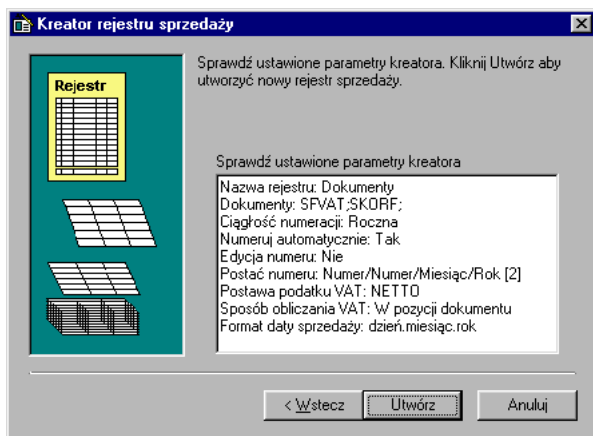 Kreator rejestru sprzedaży
Sprawdź ustawione parametry kreatora. Kliknij Utwórz aby
utworzyć nowy rejestr sprzedaży.
Rejestr
Sprawdź ustawione parametry kreatora
Nazwa rejestru: Dokumenty
Dokumenty: SFVAT;SKORF;
Ciągłość numeracji: Roczna
Numeruj automatycznie: Tak
Edycja numeru: Nie
Postać numeru: Numer/Numer/Miesiąc/Rok [2]
Postawa podatku VAT: NETTO
Sposób obliczania VAT: W pozycji dokumentu
Format daty sprzedaży: dzień.miesiąc.rok
< Wstecz Utwórz Anuluj